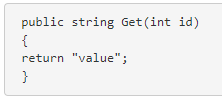 public string Get(int id)
{
return "value";
}